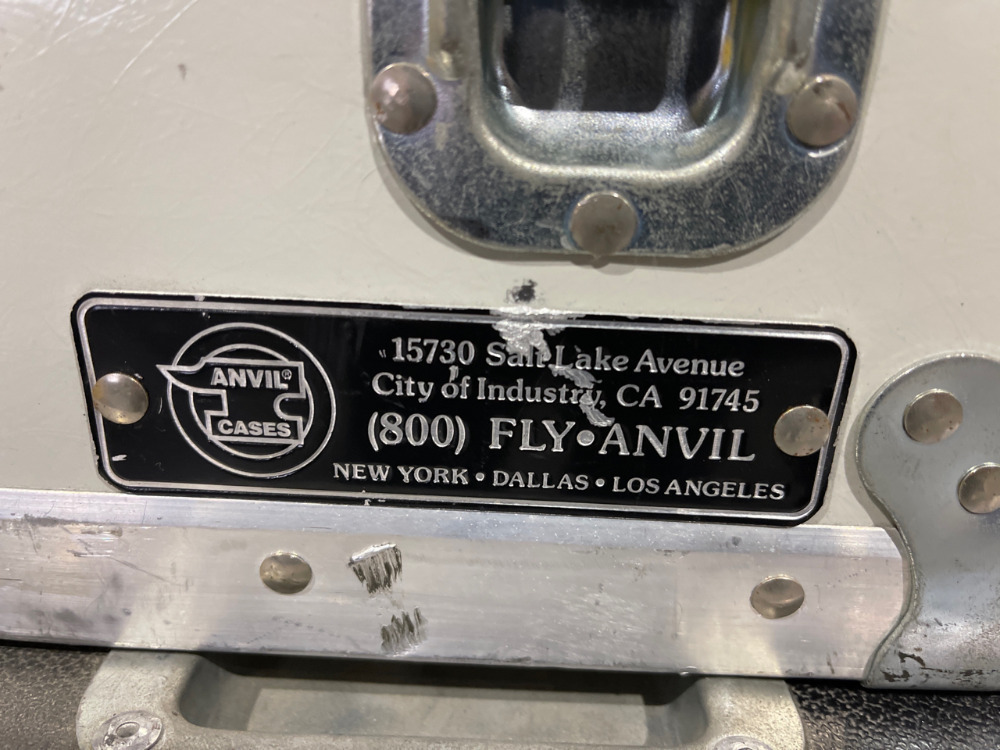 ANVIL®
CASES
15730 Salt Lake Avenue
City of Industry, CA 91745
(800) FLY•ANVIL
NEW YORK • DALLAS • LOS ANGELES